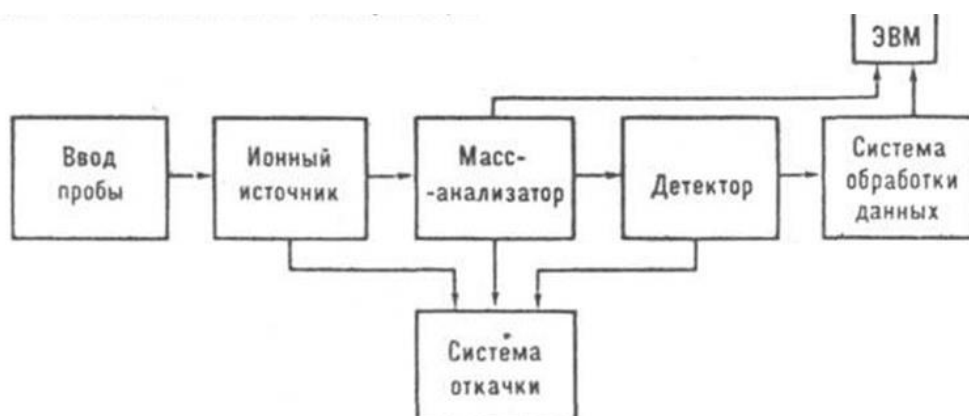 ЭВМ
Ввод
пробы
Ионный
источник
Масс-
-анализатор
Детектор
Система
обработки
данных
Система
откачки